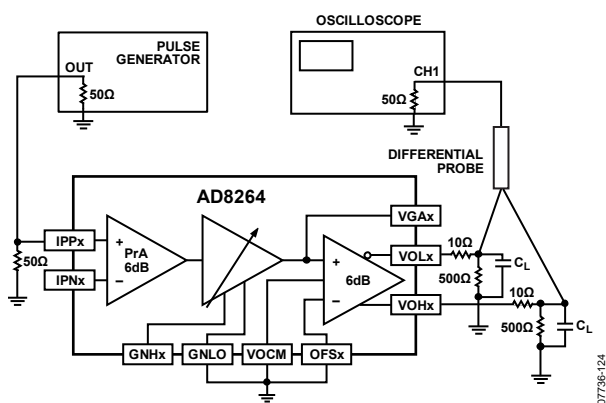 OSCILLOSCOPE
PULSE
GENERATOR
OUT
50Ω
CH1
50Ω
DIFFERENTIAL
PROBE
AD8264
IPPx
IPNx
50Ω
+
PrA
6dB
–
+
6dB
–
VGAx
VOLx
VOHx
10Ω
500Ω
CL
10Ω
500Ω
CL
GNHx
GNLO
VOCM
OFSx
07736-124